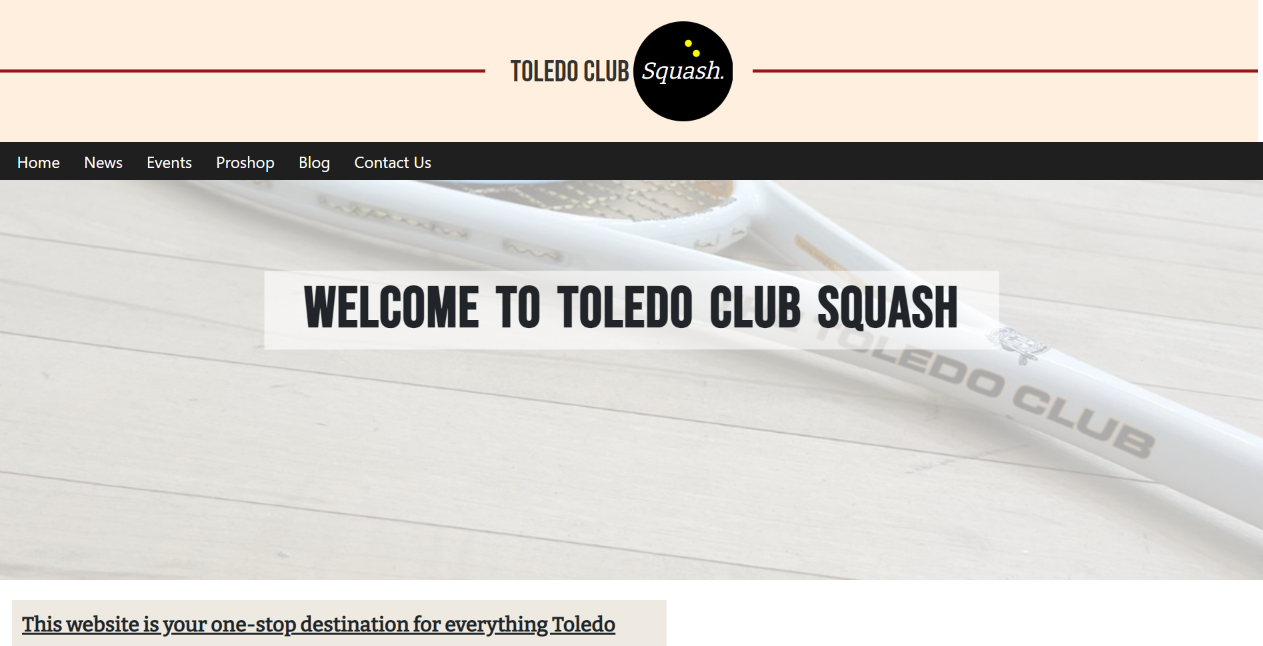 TOLEDO CLUB Squash.
Home News Events Proshop Blog Contact Us
WELCOME TO TOLEDO CLUB SQUASH
TOLEDO CLUB
This website is your one-stop destination for everything Toledo